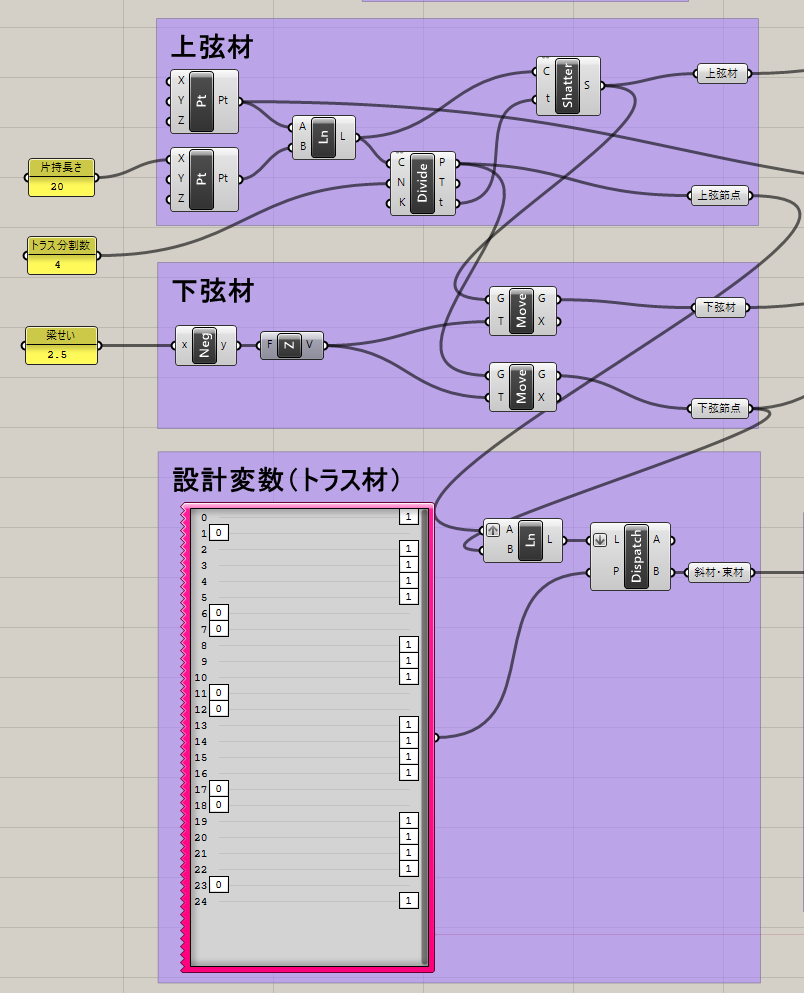 上弦材
X
Y
Z
Pt
Pt
C
t
Shatter
S
上弦材
A
B
Ln
L
片持長さ
20
X
Y
Z
Pt
Pt
C
N
K
Divide
P
T
t
上弦節点
トラス分割数
4
下弦材
G
T
Move
G
X
下弦材
梁せい
2.5
x
Neg
y
F
Z
V
G
T
Move
G
X
下弦節点
設計変数(トラス材)
0 1
1 0
2 1
3 1
4 1
5 1
6 0
7 0
8 1
9 1
10 1
11 0
12 0
13 1
14 1
15 1
16 1
17 0
18 0
19 1
20 1
21 1
22 1
23 0
24 1
A
B
Ln
L
L
P
Dispatch
A
B
斜材・束材